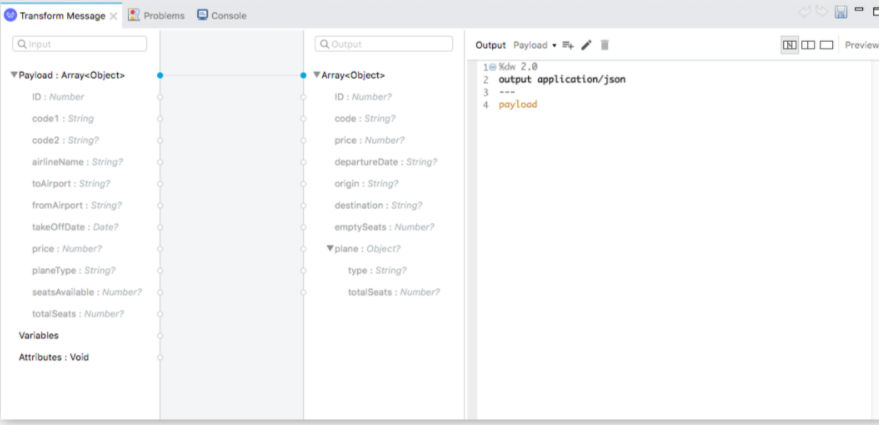 Transform Message
Problems
Console
Input
Payload : Array<Object>
ID : Number
code1 : String
code2 : String?
airlineName : String?
toAirport : String?
fromAirport : String?
takeOffDate : Date?
price : Number?
planeType : String?
seatsAvailable : Number?
totalSeats : Number?
Variables
Attributes : Void
Output
Array<Object>
ID : Number?
code : String?
price : Number?
departureDate : String?
origin : String?
destination : String?
emptySeats : Number?
plane : Object?
type : String?
totalSeats : Number?
Output Payload
Preview
1 %dw 2.0
2 output application/json
3 ---
4 payload